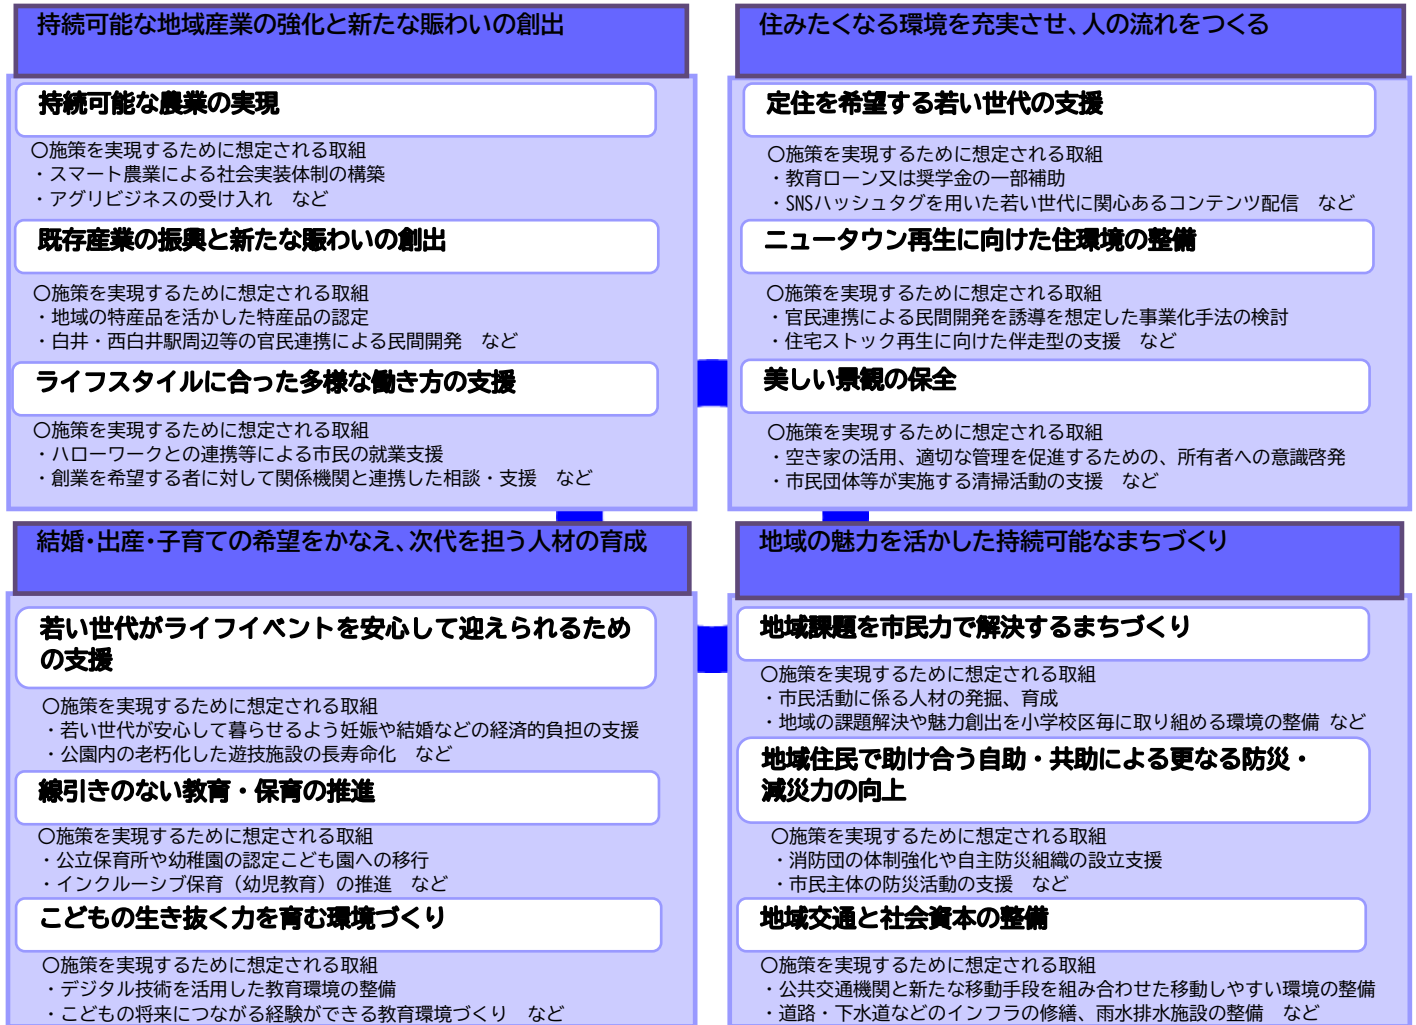 持続可能な地域産業の強化と新たな賑わいの創出
持続可能な農業の実現
〇施策を実現するために想定される取組
・スマート農業による社会実装体制の構築
・アグリビジネスの受け入れ　など
既存産業の振興と新たな賑わいの創出
〇施策を実現するために想定される取組
・地域の特産品を活かした特産品の認定
・白井・西白井駅周辺等の官民連携による民間開発　など
ライフスタイルに合った多様な働き方の支援
〇施策を実現するために想定される取組
・ハローワークとの連携等による市民の就業支援
・創業を希望する者に対して関係機関と連携した相談・支援　など
住みたくなる環境を充実させ、人の流れをつくる
定住を希望する若い世代の支援
〇施策を実現するために想定される取組
・教育ローン又は奨学金の一部補助
・SNSハッシュタグを用いた若い世代に関心あるコンテンツ配信　など
ニュータウン再生に向けた住環境の整備
〇施策を実現するために想定される取組
・官民連携による民間開発を誘導を想定した事業化手法の検討
・住宅ストック再生に向けた伴走型の支援　など
美しい景観の保全
〇施策を実現するために想定される取組
・空き家の活用、適切な管理を促進するための、所有者への意識啓発
・市民団体等が実施する清掃活動の支援　など
結婚・出産・子育ての希望をかなえ、次代を担う人材の育成
若い世代がライフイベントを安心して迎えられるため
の支援
〇施策を実現するために想定される取組
・若い世代が安心して暮らせるよう妊娠や結婚などの経済的負担の支援
・公園内の老朽化した遊技施設の長寿命化　など
線引きのない教育・保育の推進
〇施策を実現するために想定される取組
・公立保育所や幼稚園の認定こども園への移行
・インクルーシブ保育（幼児教育）の推進　など
こどもの生き抜く力を育む環境づくり
〇施策を実現するために想定される取組
・デジタル技術を活用した教育環境の整備
・こどもの将来につながる経験ができる教育環境づくり　など
地域の魅力を活かした持続可能なまちづくり
地域課題を市民力で解決するまちづくり
〇施策を実現するために想定される取組
・市民活動に係る人材の発掘、育成
・地域の課題解決や魅力創出を小学校区毎に取り組める環境の整備 など
地域住民で助け合う自助・共助による更なる防災・
減災力の向上
〇施策を実現するために想定される取組
・消防団の体制強化や自主防災組織の設立支援
・市民主体の防災活動の支援　など
地域交通と社会資本の整備
〇施策を実現するために想定される取組
・公共交通機関と新たな移動手段を組み合わせた移動しやすい環境の整備
・道路・下水道などのインフラの修繕、雨水排水施設の整備　など